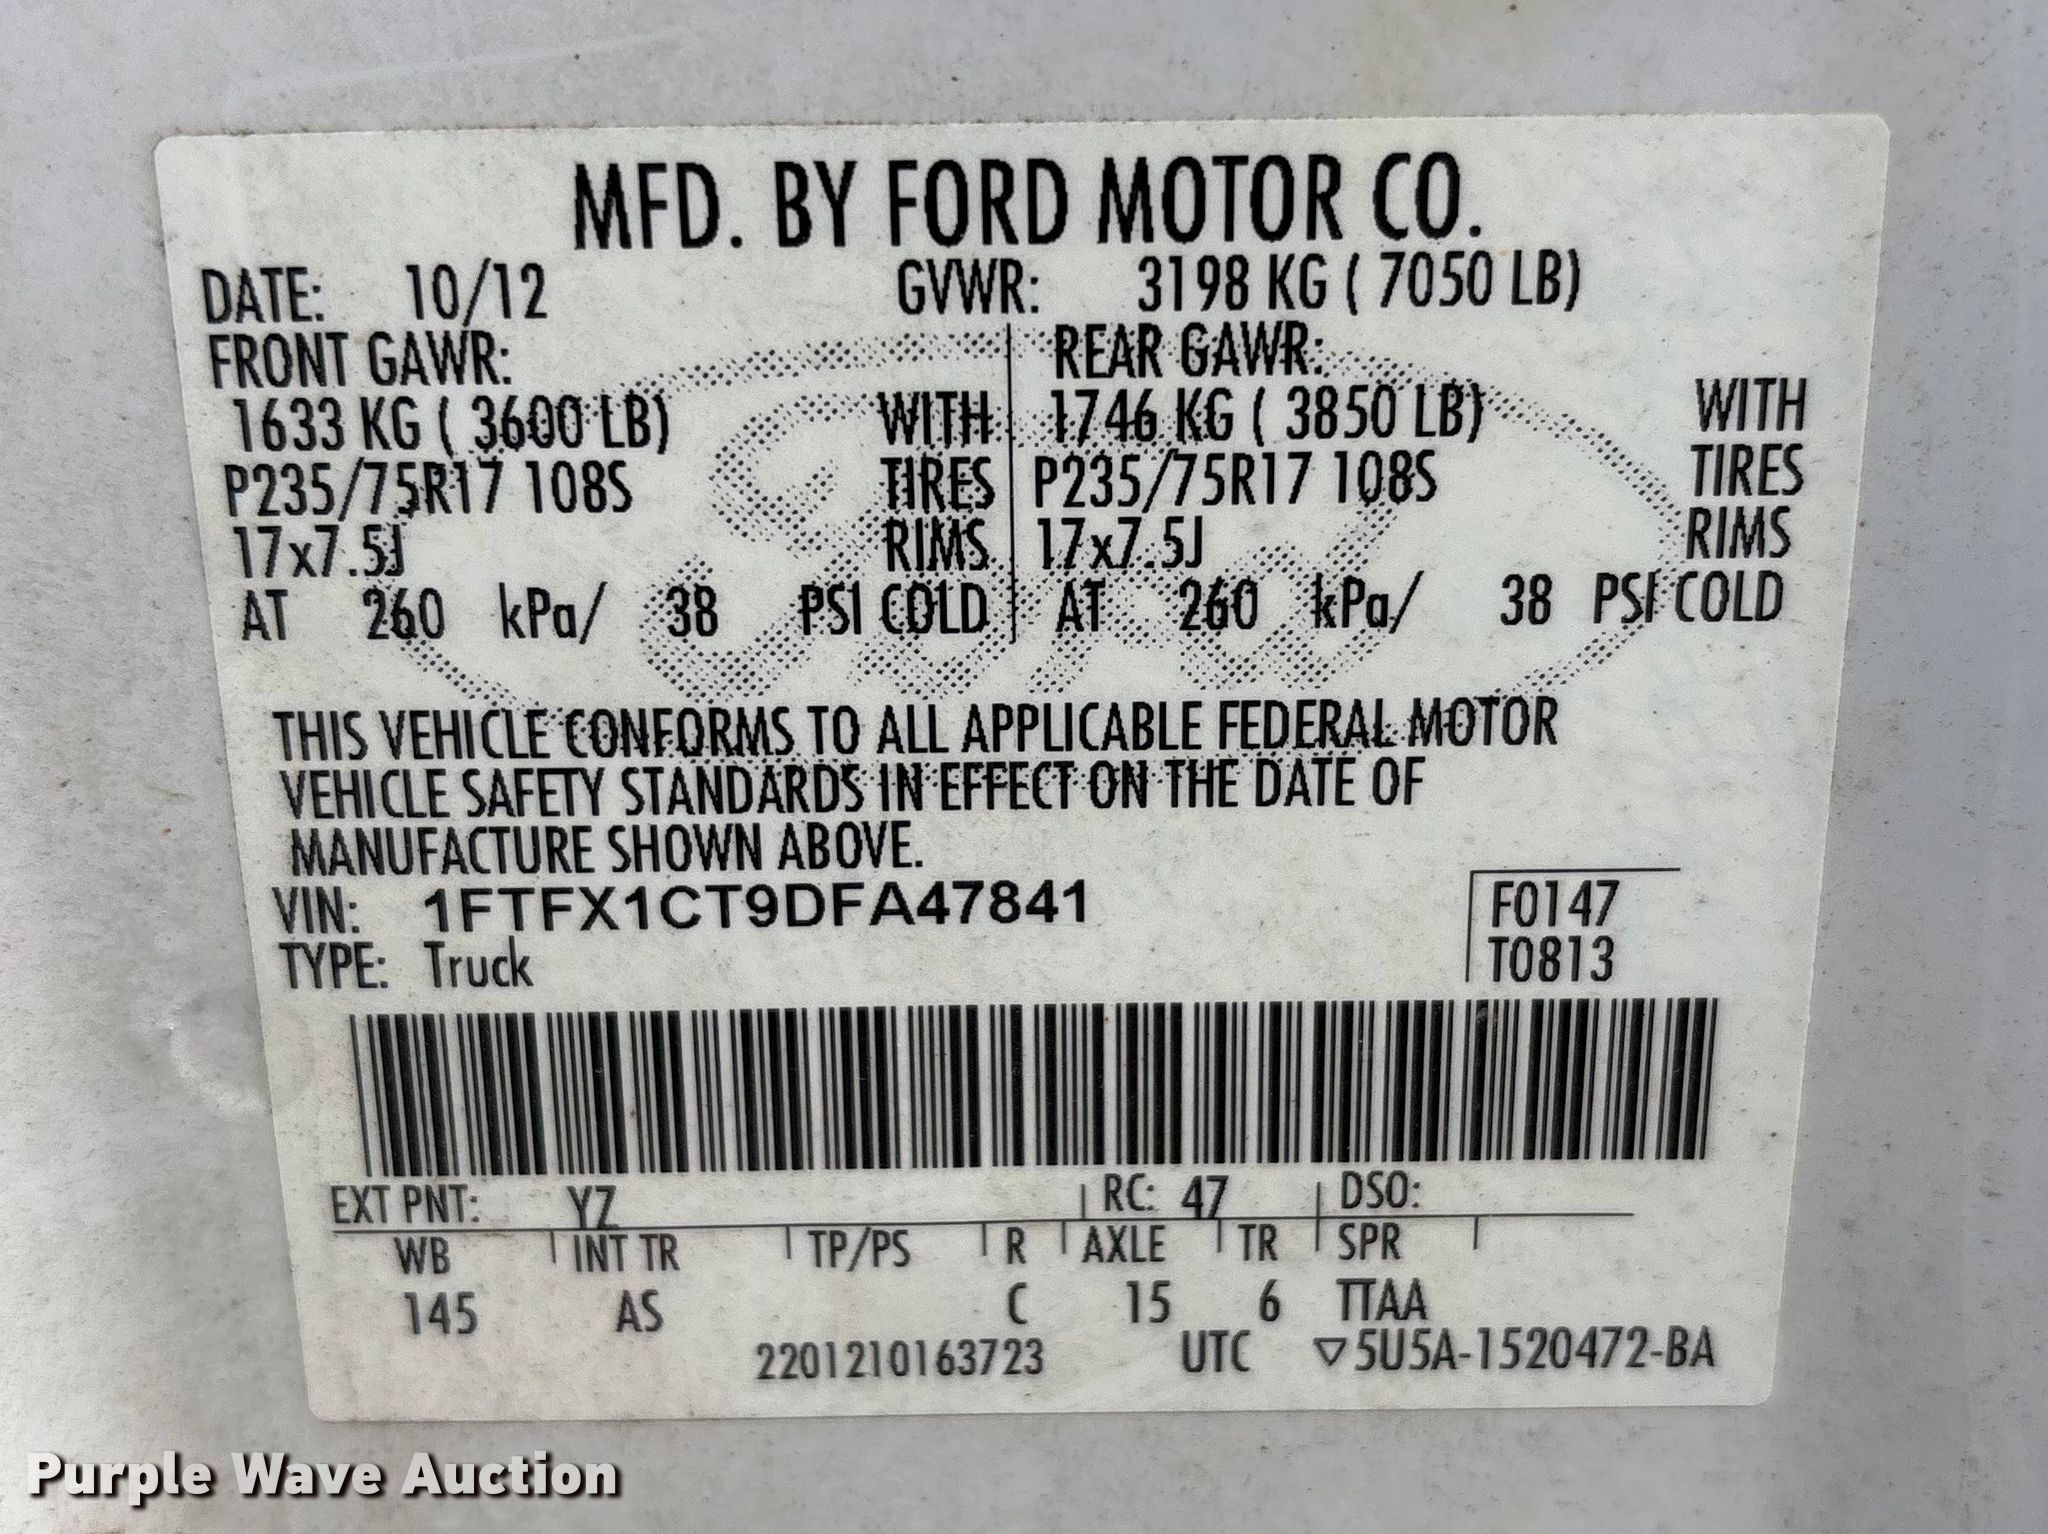 MFD. BY FORD MOTOR CO.
DATE: 10/12 GVWR: 3198 KG ( 7050 LB)
FRONT GAWR: REAR GAWR:
1633 KG ( 3600 LB) WITH 1746 KG ( 3850 LB) WITH
P235/75R17 108S TIRES P235/75R17 108S TIRES
17x7.5J RIMS 17x7.5J RIMS
AT 260 kPa/ 38 PSI COLD AT 260 kPa/ 38 PSI COLD
THIS VEHICLE CONFORMS TO ALL APPLICABLE FEDERAL MOTOR
VEHICLE SAFETY STANDARDS IN EFFECT ON THE DATE OF
MANUFACTURE SHOWN ABOVE.
VIN: 1FTFX1CT9DFA47841 F0147
TYPE: Truck T0813
EXT PNT: YZ RC: 47 DSO:
WB INT TR TP/PS R AXLE TR SPR
145 AS C 15 6 TTAA
2201210163723 UTC ▽5U5A-1520472-BA
Purple Wave Auction